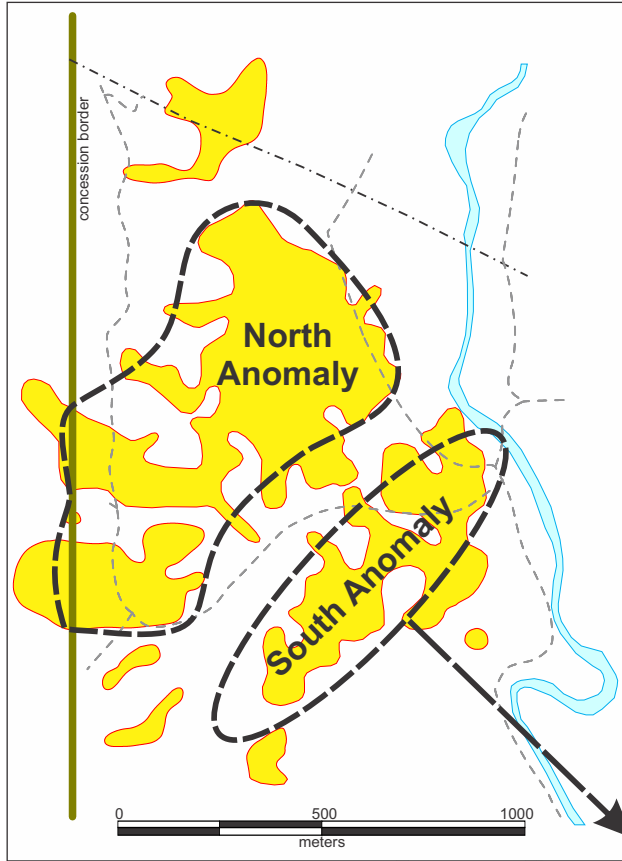 concession border
North
Anomaly
South Anomaly
0 500 1000
meters